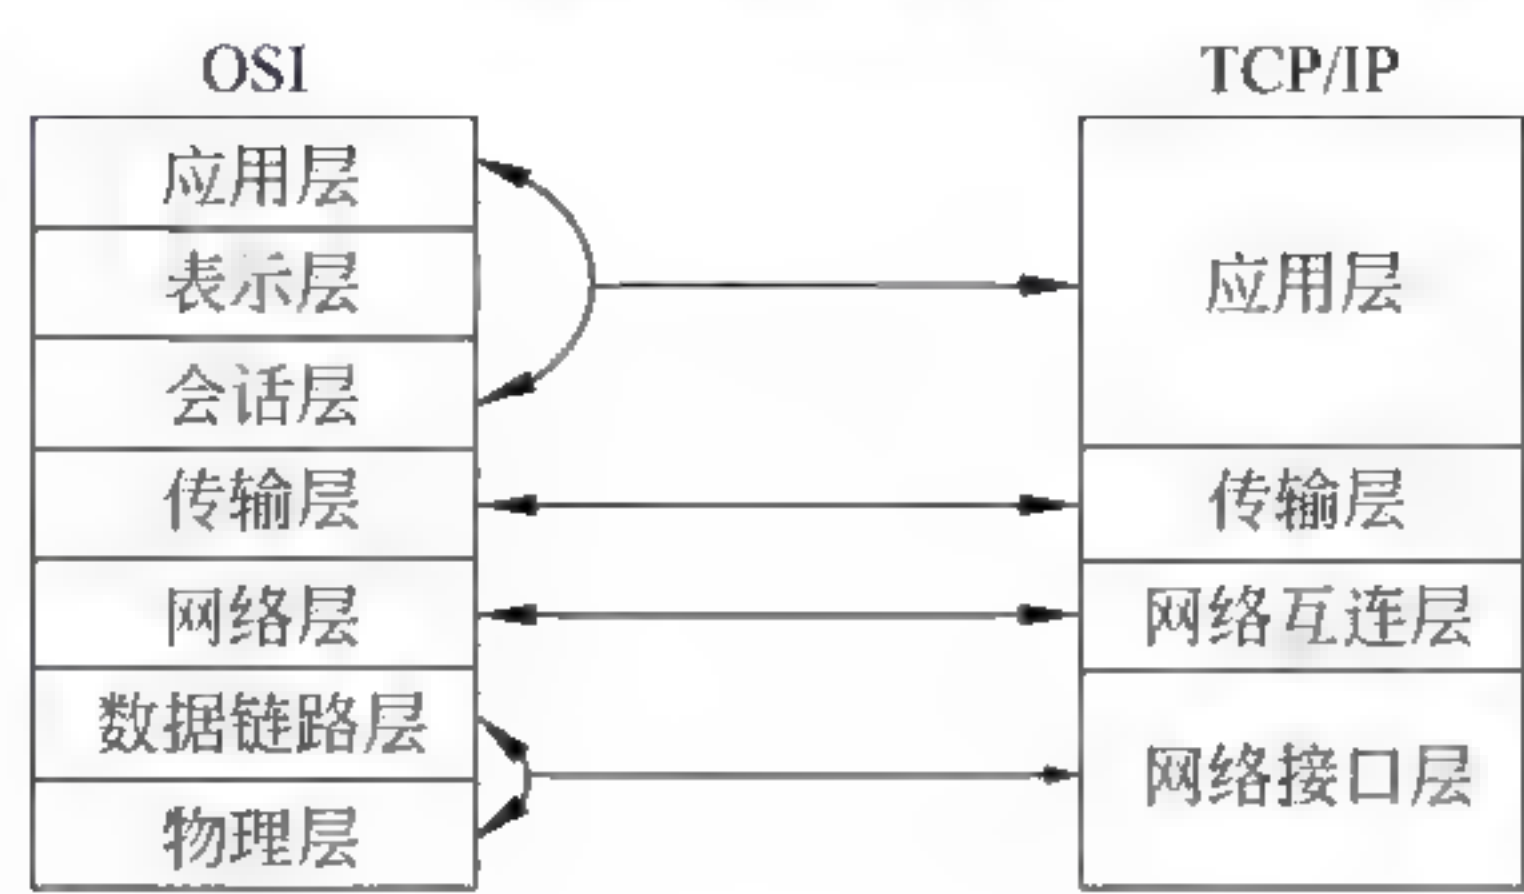 OSI
应用层
表示层
会话层
传输层
网络层
数据链路层
物理层
TCP/IP
应用层
传输层
网络互连层
网络接口层